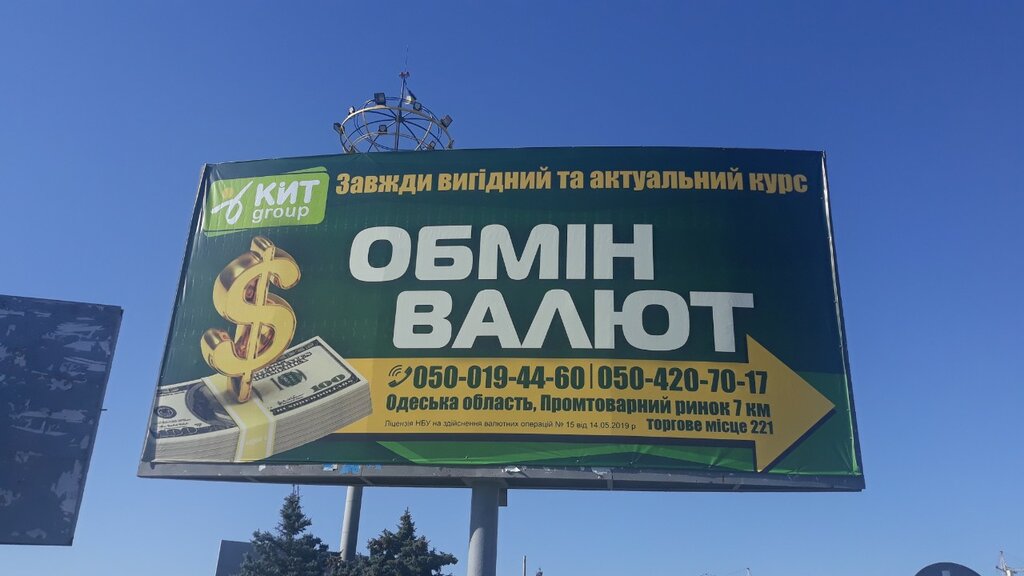 КИТ
group
Завжди вигідний та актуальний курс
ОБМІН
ВАЛЮТ
050-019-44-60 | 050-420-70-17
Одеська область, Промтоварний ринок 7 км
торгове місце 221
Ліцензія НБУ на здійснення валютних операцій № 15 від 14.05.2019 р
100